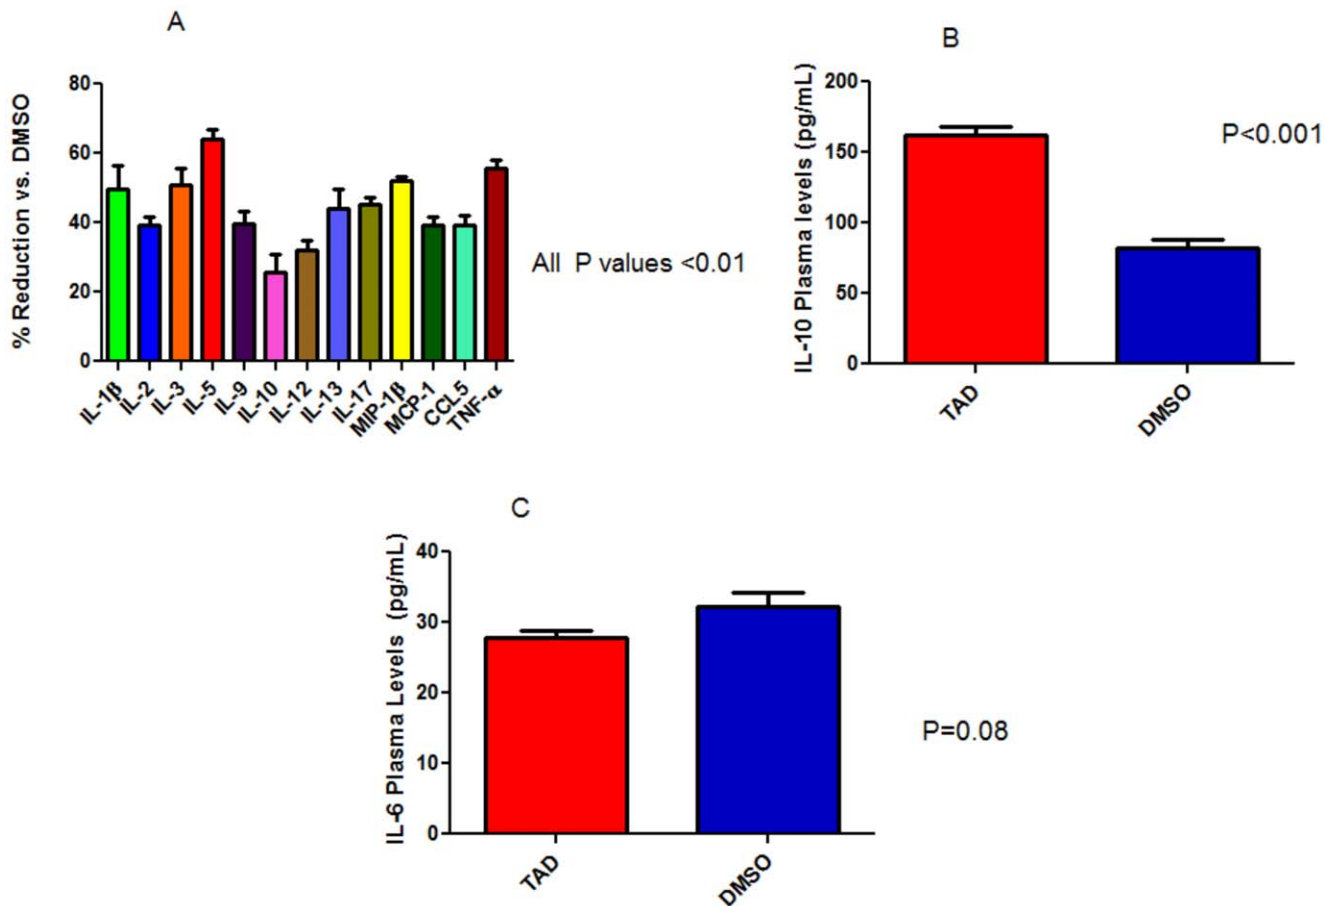 A
% Reduction vs. DMSO
80
60
40
20
0
IL-1β
IL-2
IL-3
IL-5
IL-9
IL-10
IL-12
IL-13
IL-17
MIP-1β
MCP-1
CCL5
TNF-α
All P values <0.01
B
IL-10 Plasma levels (pg/mL)
200
150
100
50
0
TAD
DMSO
P<0.001
C
IL-6 Plasma Levels (pg/mL)
40
30
20
10
0
TAD
DMSO
P=0.08